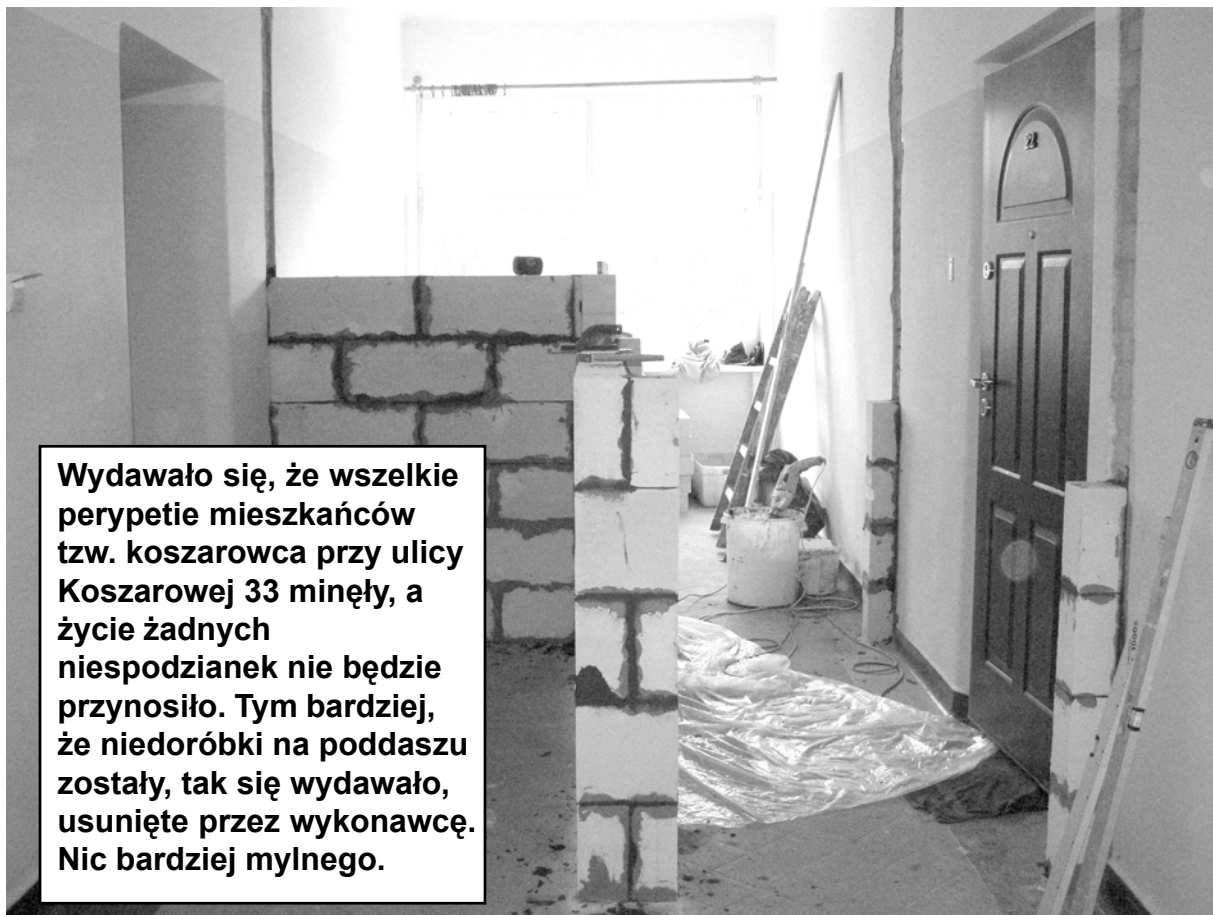 22
Wydawało się, że wszelkie
perypetie mieszkańców
tzw. koszarowca przy ulicy
Koszarowej 33 minęły, a
życie żadnych
niespodzianek nie będzie
przynosiło. Tym bardziej,
że niedoróbki na poddaszu
zostały, tak się wydawało,
usunięte przez wykonawcę.
Nic bardziej mylnego.